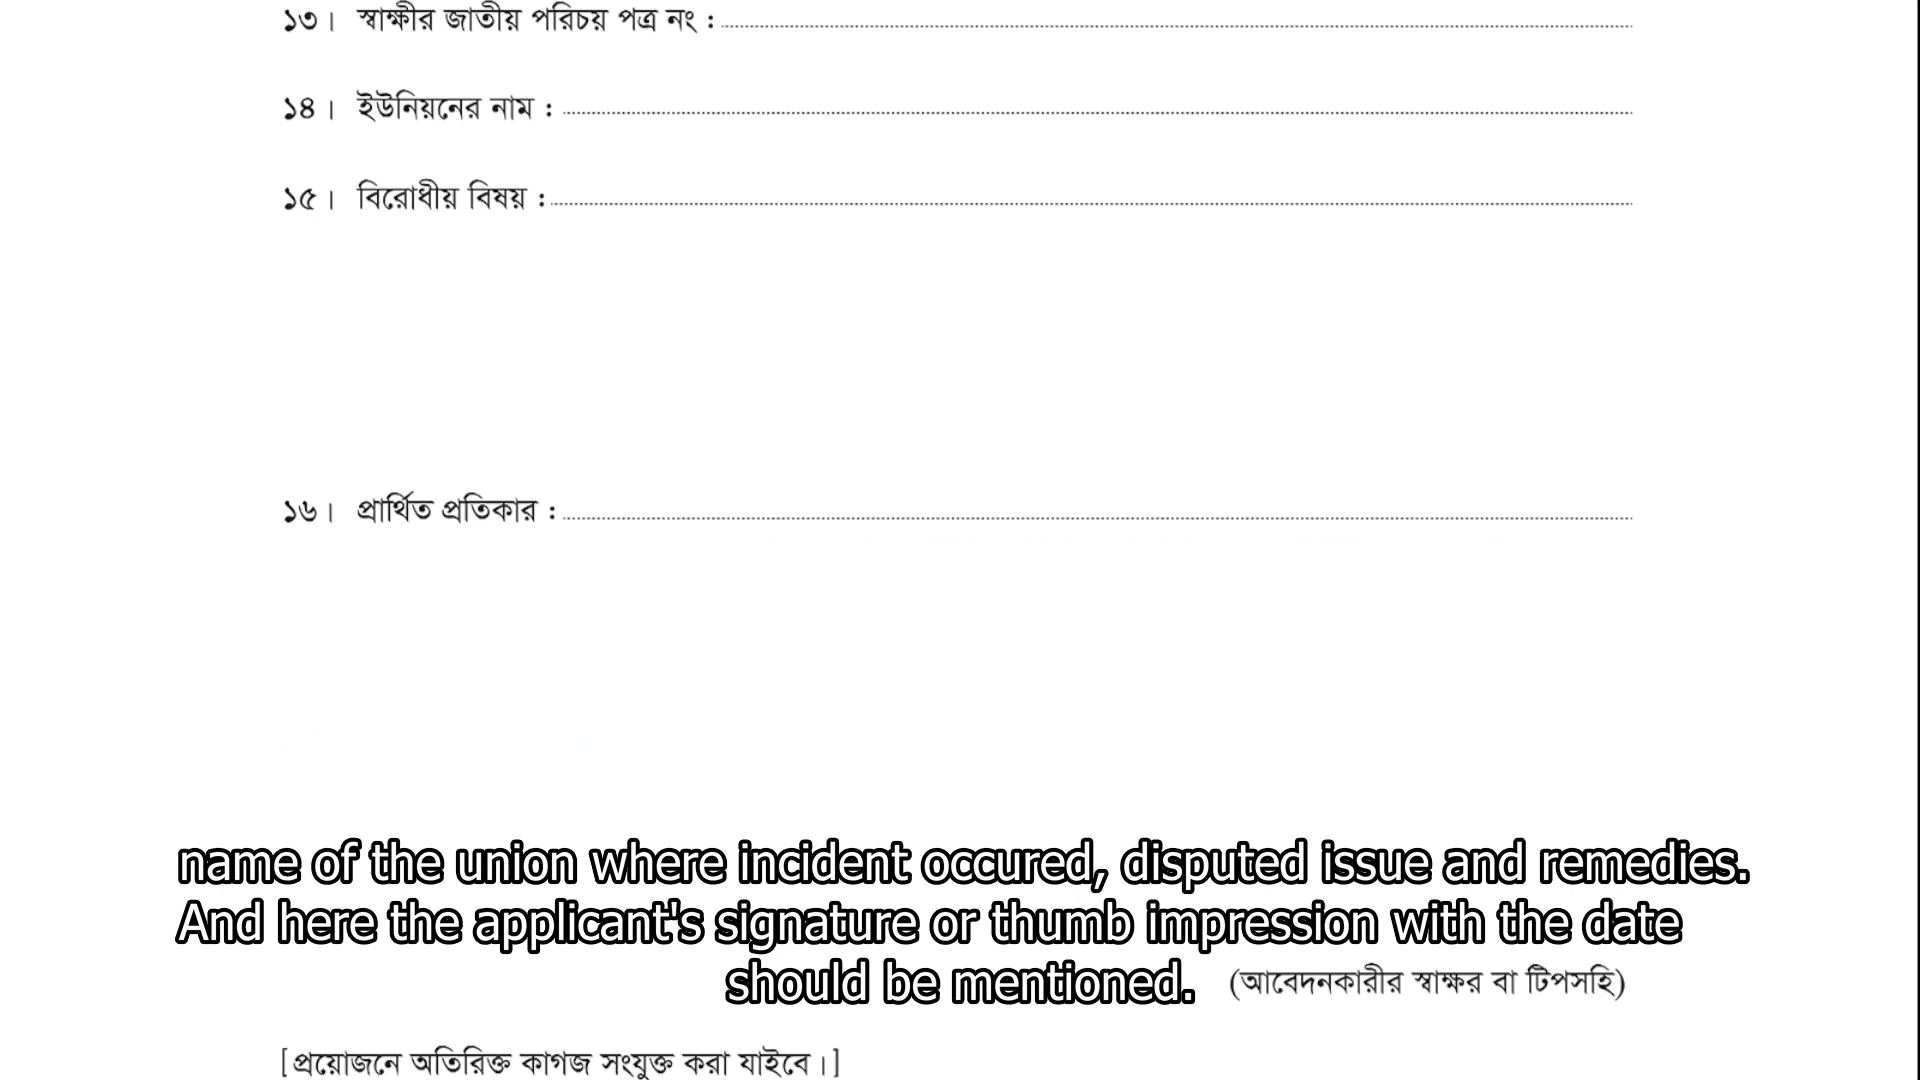 ১৩। স্বাক্ষীর জাতীয় পরিচয় পত্র নং :
১৪। ইউনিয়নের নাম :
১৫। বিরোধীয় বিষয় :
১৬। প্রার্থিত প্রতিকার :
name of the union where incident occured, disputed issue and remedies.
And here the applicant's signature or thumb impression with the date
should be mentioned.
(আবেদনকারীর স্বাক্ষর বা টিপসহি)
[প্রয়োজনে অতিরিক্ত কাগজ সংযুক্ত করা যাইবে।]